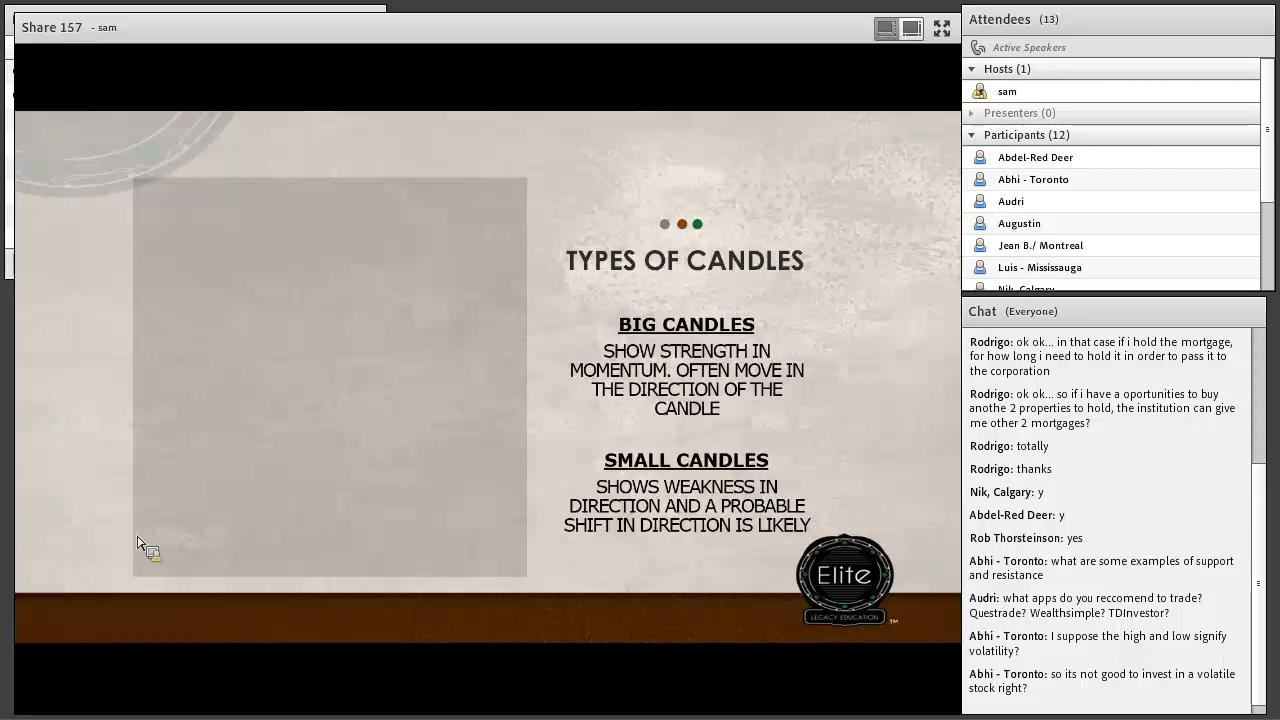 Share 157 - sam
TYPES OF CANDLES
BIG CANDLES
SHOW STRENGTH IN
MOMENTUM. OFTEN MOVE IN
THE DIRECTION OF THE
CANDLE
SMALL CANDLES
SHOWS WEAKNESS IN
DIRECTION AND A PROBABLE
SHIFT IN DIRECTION IS LIKELY
Elite
LEGACY EDUCATION
TM
Attendees (13)
Active Speakers
Hosts (1)
sam
Presenters (0)
Participants (12)
Abdel-Red Deer
Abhi - Toronto
Audri
Augustin
Jean B./ Montreal
Luis - Mississauga
Nik, Calgary
Chat (Everyone)
Rodrigo: ok ok... in that case if i hold the mortgage,
for how long i need to hold it in order to pass it to
the corporation
Rodrigo: ok ok... so if i have a oportunities to buy
anothe 2 properties to hold, the institution can give
me other 2 mortgages?
Rodrigo: totally
Rodrigo: thanks
Nik, Calgary: y
Abdel-Red Deer: y
Rob Thorsteinson: yes
Abhi - Toronto: what are some examples of support
and resistance
Audri: what apps do you reccomend to trade?
Questrade? Wealthsimple? TDInvestor?
Abhi - Toronto: I suppose the high and low signify
volatility?
Abhi - Toronto: so its not good to invest in a volatile
stock right?